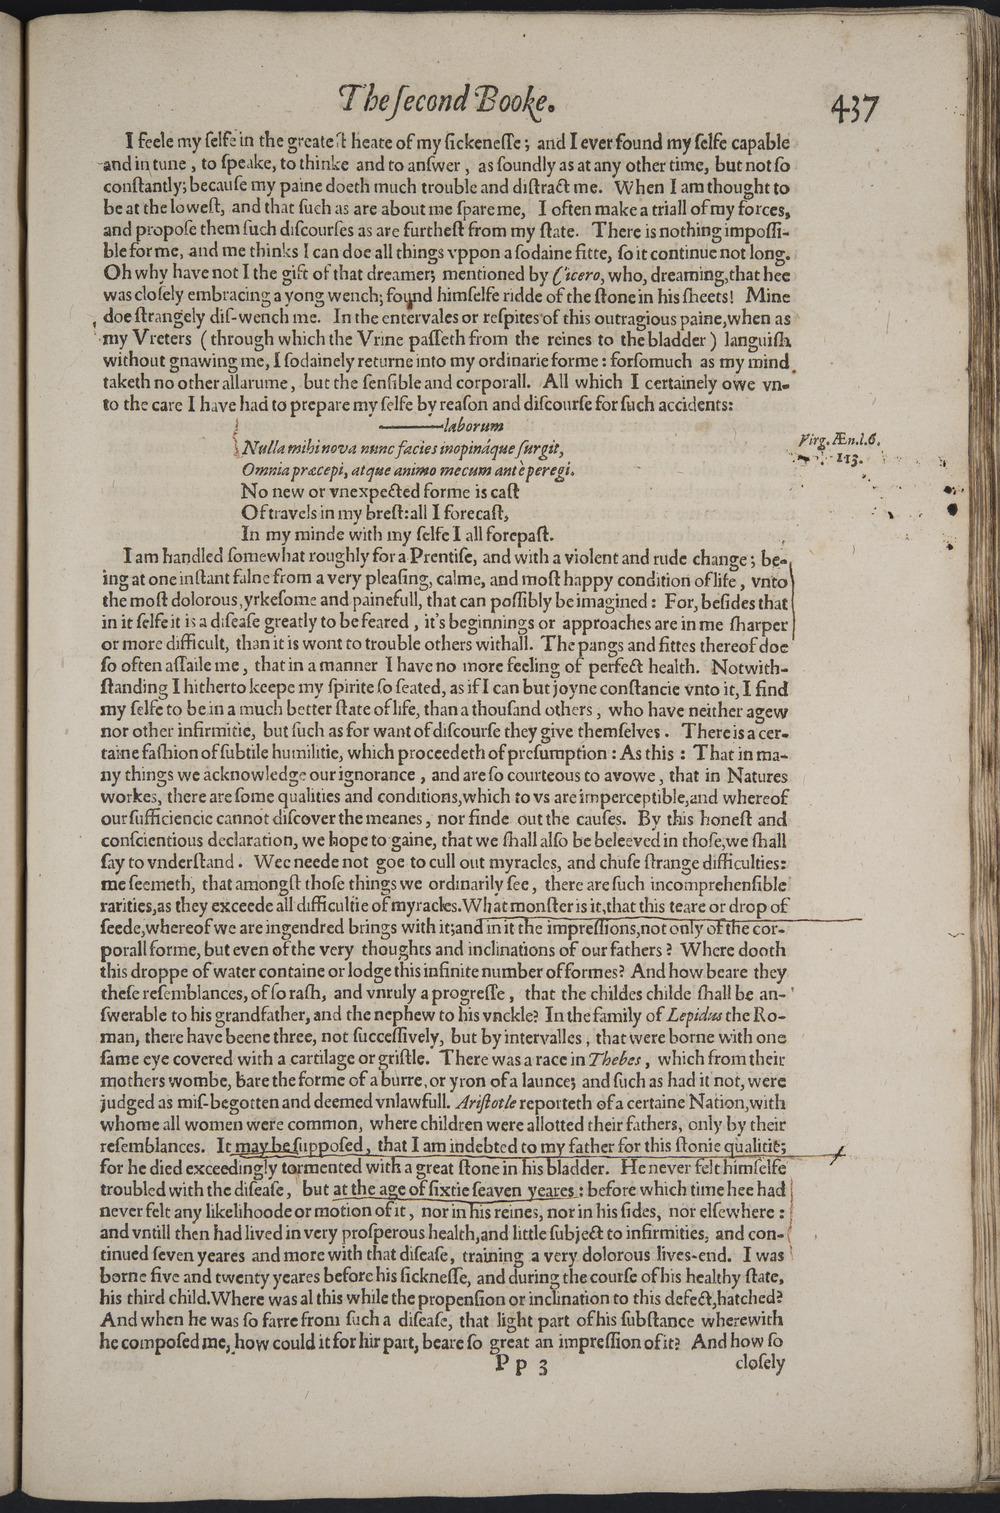 The ſecond Booke. 437
I feele my ſelfe in the greateſt heate of my ſickeneſſe; and I ever found my ſelfe capable
and in tune, to ſpeake, to thinke and to anſwer, as ſoundly as at any other time, but not ſo
conſtantly; becauſe my paine doeth much trouble and diſtract me. When I am thought to
be at the loweſt, and that ſuch as are about me ſpare me, I often make a triall of my forces,
and propoſe them ſuch diſcourſes as are furtheſt from my ſtate. There is nothing impoſſi-
ble for me, and me thinks I can doe all things vppon a ſodaine fitte, ſo it continue not long.
Oh why have not I the gift of that dreamer, mentioned by Cicero, who, dreaming, that hee
was cloſely embracing a yong wench; found himſelfe ridde of the ſtone in his ſheets! Mine
doe ſtrangely diſ-wench me. In the entervales or reſpites of this outragious paine, when as
my Vreters (through which the Vrine paſſeth from the reines to the bladder) languiſh
without gnawing me, I ſodainely returne into my ordinarie forme: forſomuch as my mind
taketh no other allarume, but the ſenſible and corporall. All which I certainely owe vn-
to the care I have had to prepare my ſelfe by reaſon and diſcourſe for ſuch accidents:
———laborum
Nulla mihi nova nunc facies inopináque ſurgit,
Virg. Æn. l. 6.
113.
Omnia præcepi, atque animo mecum antè peregi.
No new or vnexpected forme is caſt
Of travels in my breſt: all I forecaſt,
In my minde with my ſelfe I all forepaſt.
I am handled ſomewhat roughly for a Prentiſe, and with a violent and rude change; be-
ing at one inſtant falne from a very pleaſing, calme, and moſt happy condition of life, vnto
the moſt dolorous, yrkeſome and painefull, that can poſſibly be imagined: For, beſides that
in it ſelfe it is a diſeaſe greatly to be feared, it's beginnings or approaches are in me ſharper
or more difficult, than it is wont to trouble others withall. The pangs and fittes thereof doe
ſo often aſſaile me, that in a manner I have no more feeling of perfect health. Notwith-
ſtanding I hitherto keepe my ſpirite ſo ſeated, as if I can but joyne conſtancie vnto it, I find
my ſelfe to be in a much better ſtate of life, than a thouſand others, who have neither agew
nor other infirmitie, but ſuch as for want of diſcourſe they give themſelves. There is a cer-
taine faſhion of ſubtile humilitie, which proceedeth of preſumption: As this: That in ma-
ny things we acknowledge our ignorance, and are ſo courteous to avowe, that in Natures
workes, there are ſome qualities and conditions, which to vs are imperceptible, and whereof
our ſufficiencie cannot diſcover the meanes, nor finde out the cauſes. By this honeſt and
conſcientious declaration, we hope to gaine, that we ſhall alſo be beleeved in thoſe, we ſhall
ſay to vnderſtand. Wee neede not goe to cull out myracles, and chuſe ſtrange difficulties:
me ſeemeth, that amongſt thoſe things we ordinarily ſee, there are ſuch incomprehenſible
rarities, as they exceede all difficultie of myracles. What monſter is it, that this teare or drop of
ſeede, whereof we are ingendred brings with it; and in it the impreſſions, not only of the cor-
porall forme, but even of the very thoughts and inclinations of our fathers? Where dooth
this droppe of water containe or lodge this infinite number of formes? And how beare they
theſe reſemblances, of ſo raſh, and vnruly a progreſſe, that the childes childe ſhall be an-
ſwerable to his grandfather, and the nephew to his vnckle? In the family of Lepidus the Ro-
man, there have beene three, not ſucceſſively, but by intervalles, that were borne with one
ſame eye covered with a cartilage or griſtle. There was a race in Thebes, which from their
mothers wombe, bare the forme of a burre, or yron of a launce; and ſuch as had it not, were
judged as miſ-begotten and deemed vnlawfull. Ariſtotle reporteth of a certaine Nation, with
whome all women were common, where children were allotted their fathers, only by their
reſemblances. It may be ſuppoſed, that I am indebted to my father for this ſtonie qualitie;
for he died exceedingly tormented with a great ſtone in his bladder. He never felt himſelfe
troubled with the diſeaſe, but at the age of ſixtie ſeaven yeares: before which time hee had
never felt any likelihoode or motion of it, nor in his reines, nor in his ſides, nor elſewhere:
and vntill then had lived in very proſperous health, and little ſubject to infirmities, and con-
tinued ſeven yeares and more with that diſeaſe, training a very dolorous lives-end. I was
borne five and twenty yeares before his ſickneſſe, and during the courſe of his healthy ſtate,
his third child. Where was al this while the propenſion or inclination to this defect, hatched?
And when he was ſo farre from ſuch a diſeaſe, that light part of his ſubſtance wherewith
he compoſed me, how could it for hir part, beare ſo great an impreſſion of it? And how ſo
Pp 3 cloſely